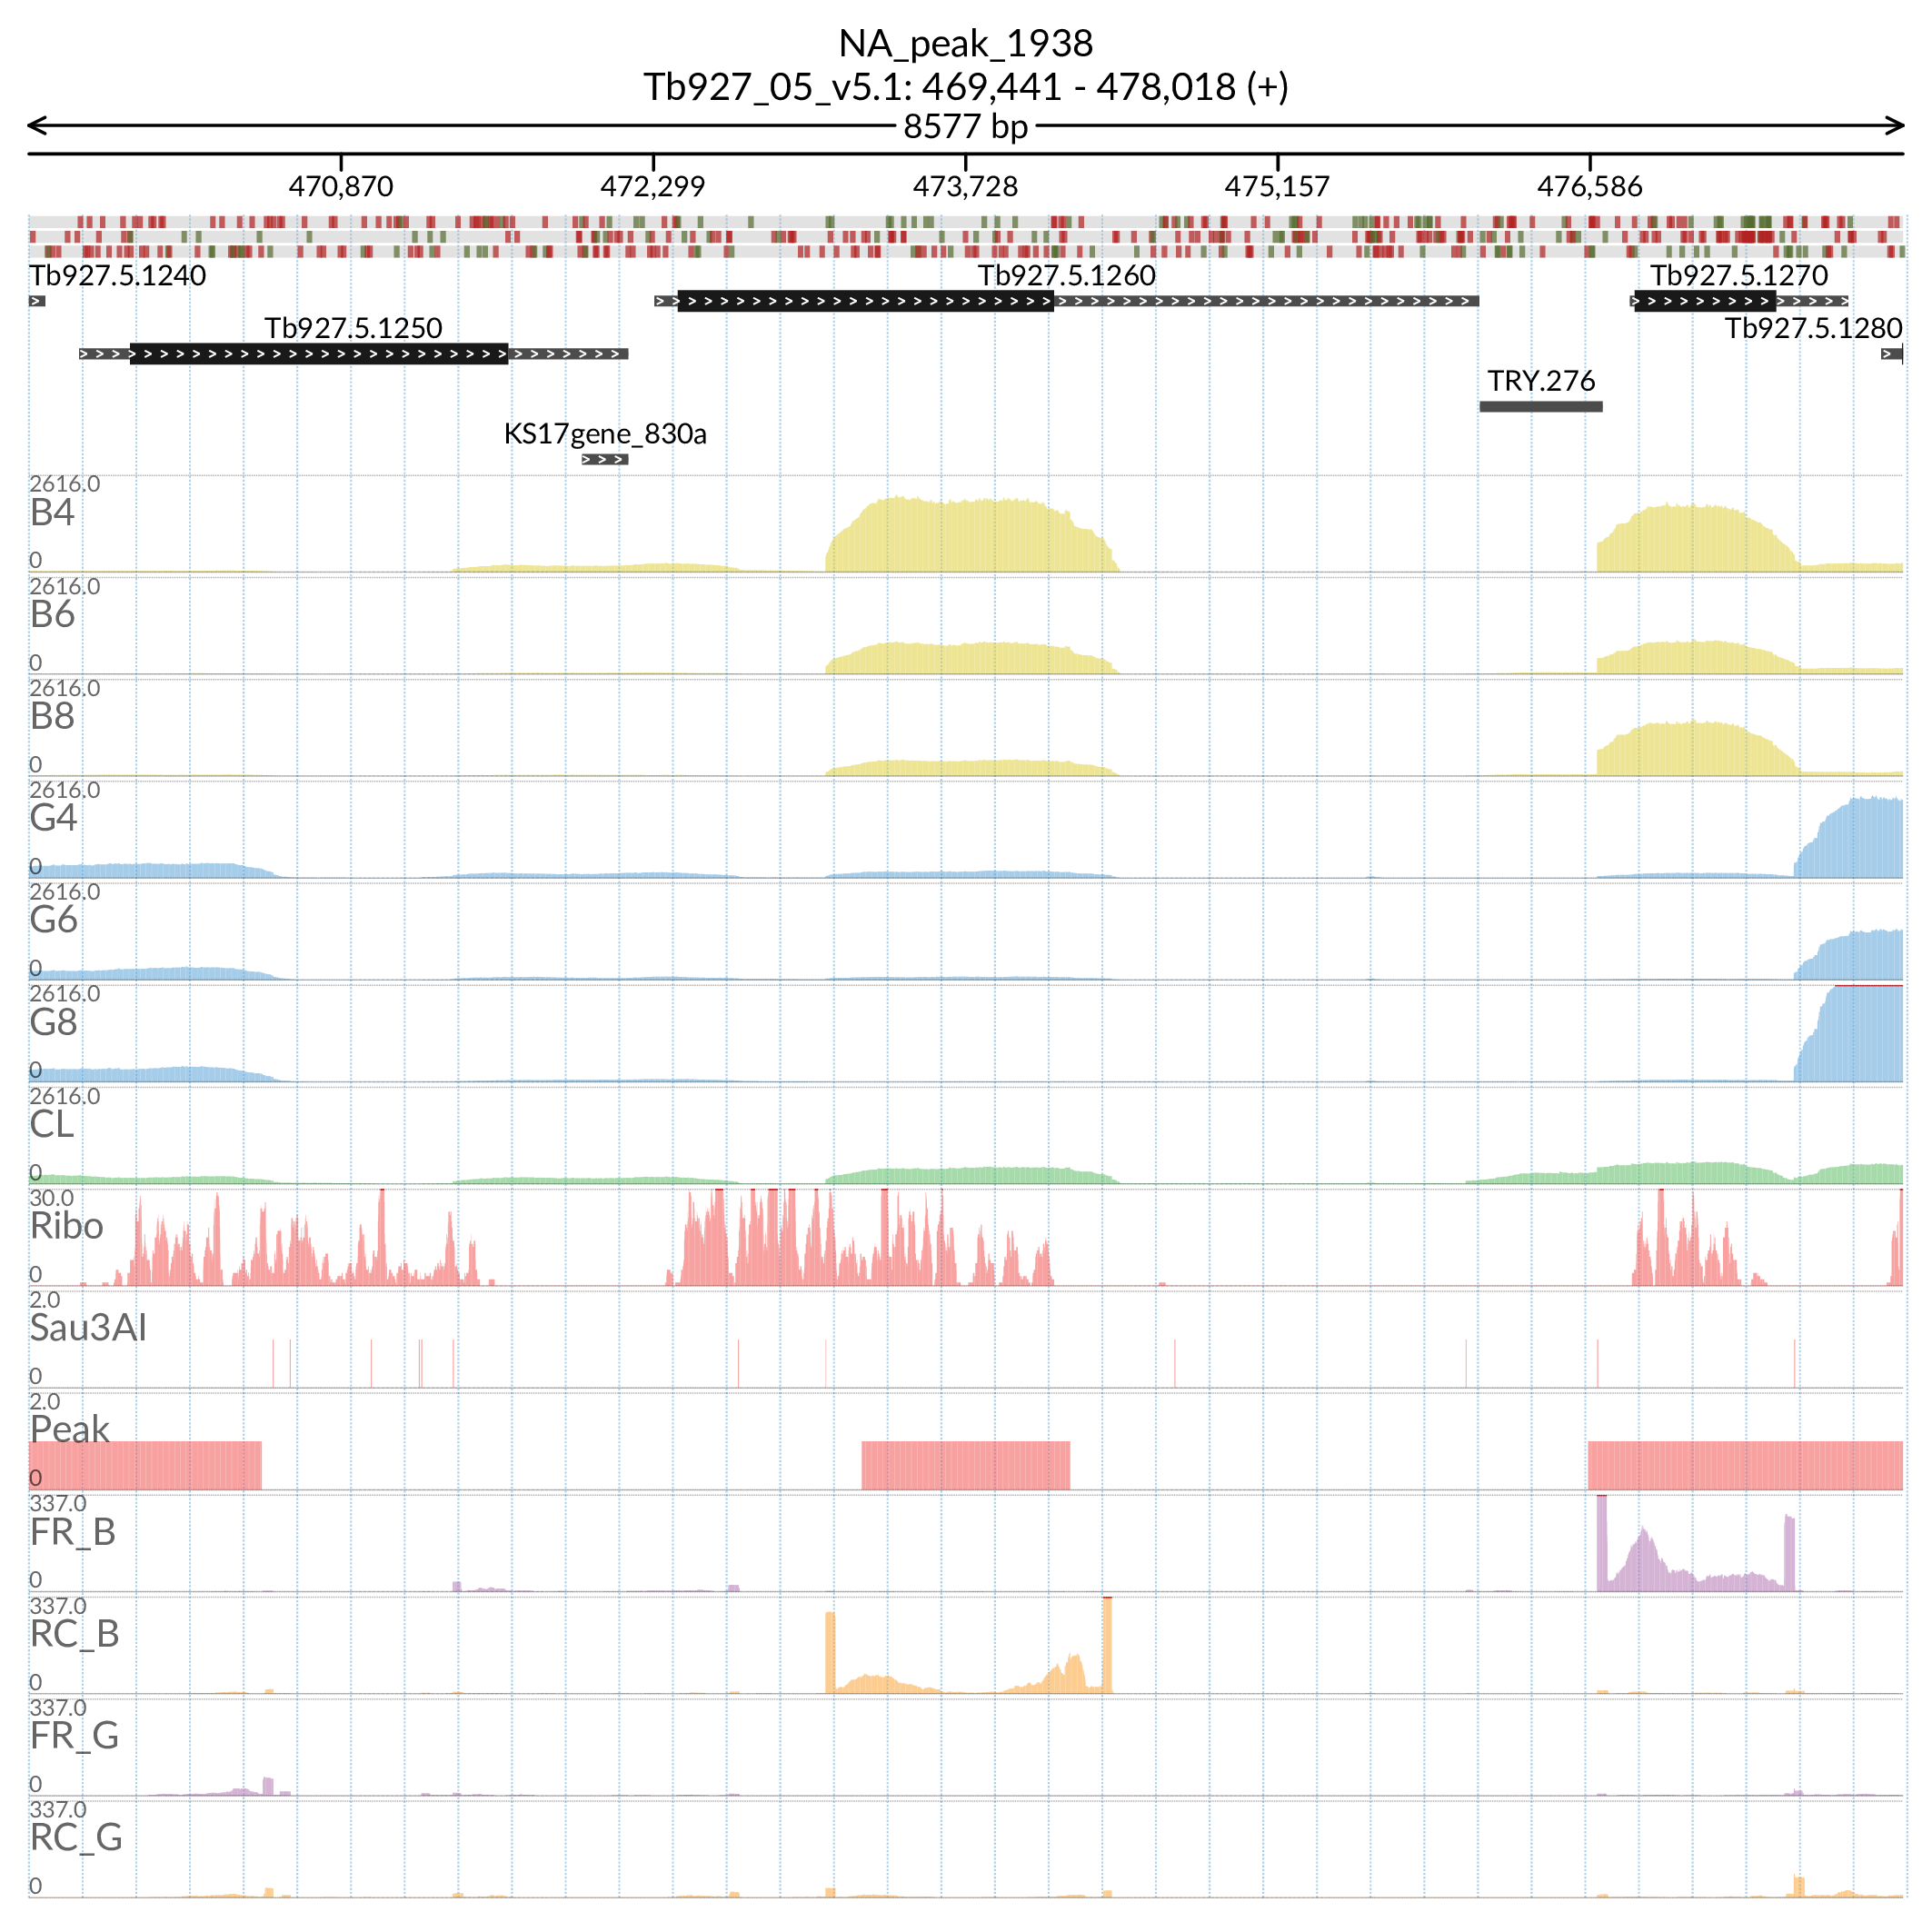 NA_peak_1938
Tb927_05_v5.1: 469,441 - 478,018 (+)
8577 bp
470,870 472,299 473,728 475,157 476,586
Tb927.5.1240 Tb927.5.1260 Tb927.5.1270
Tb927.5.1250 Tb927.5.1280
TRY.276
KS17gene_830a
2616.0
B4
0
2616.0
B6
0
2616.0
B8
0
2616.0
G4
0
2616.0
G6
0
2616.0
G8
0
2616.0
CL
0
30.0
Ribo
0
2.0
Sau3AI
0
2.0
Peak
0
337.0
FR_B
0
337.0
RC_B
0
337.0
FR_G
0
337.0
RC_G
0